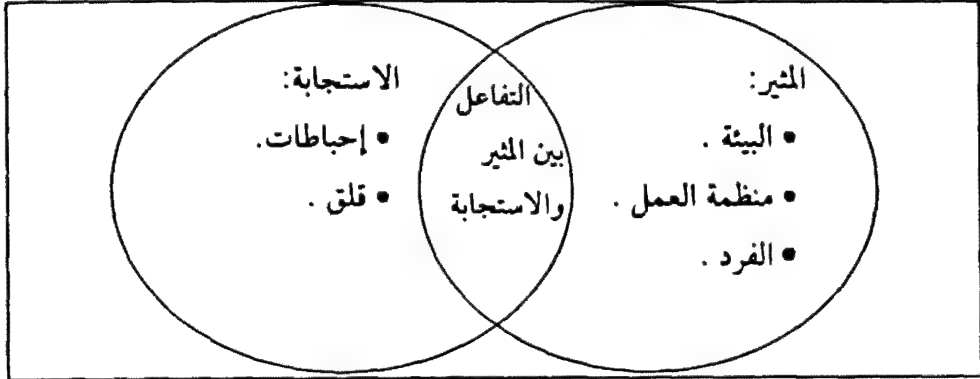 المثير:
• البيئة .
• منظمة العمل .
• الفرد .
التفاعل
بين المثير
والاستجابة
الاستجابة:
• إحباطات.
• قلق .